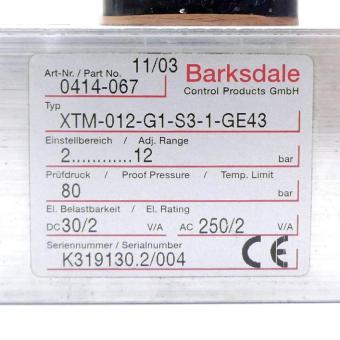 11/03
Art-Nr. / Part No. Barksdale
0414-067 Control Products GmbH
Typ
XTM-012-G1-S3-1-GE43
Einstellbereich / Adj. Range
2............12 bar
Prüfdruck / Proof Pressure / Temp. Limit
80 bar
El. Belastbarkeit / El. Rating
DC 30/2 V/A AC 250/2 V/A
Seriennummer / Serialnumber
K319130.2/004 CE